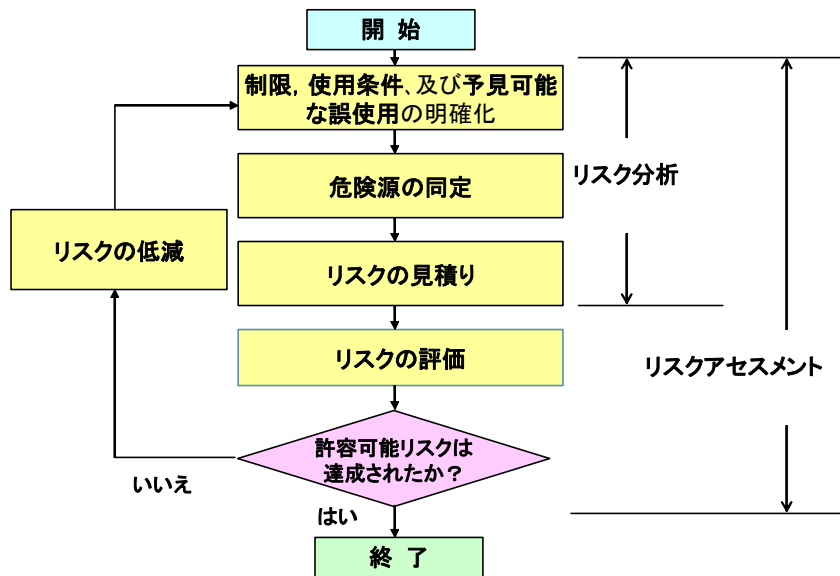 開 始
制限，使用条件、及び予見可能
な誤使用の明確化
危険源の同定
リスク分析
リスクの低減
リスクの見積り
リスクの評価
リスクアセスメント
許容可能リスクは
達成されたか？
いいえ
はい
終 了